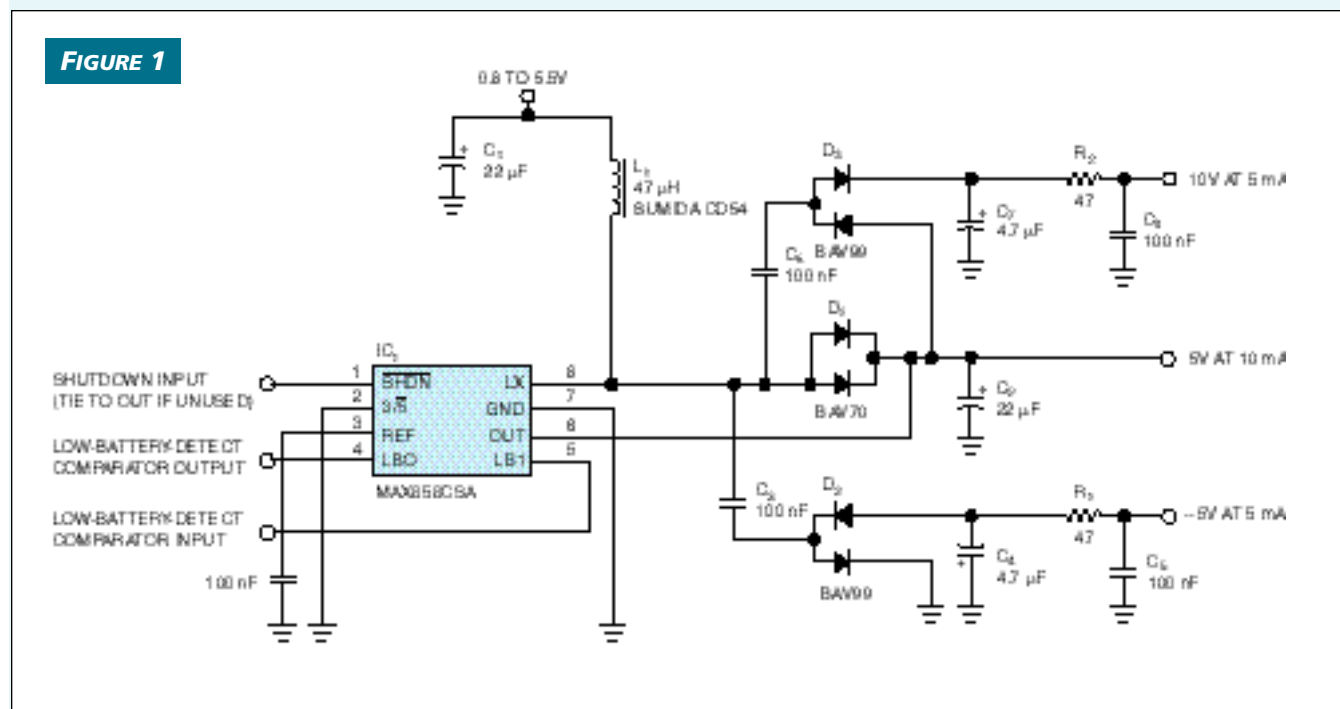 FIGURE 1
0.8 TO 5.5V
C1
22 µF
L1
47 µH
SUMIDA CD54
D3
BAV99
R2
47
10V AT 5 mA
C7
4.7 µF
C8
100 nF
100 nF
D1
BAV70
5V AT 10 mA
22 µF
IC1
SHUTDOWN INPUT
(TIE TO OUT IF UNUSED)
LOW-BATTERY-DETECT
COMPARATOR OUTPUT
LOW-BATTERY-DETECT
COMPARATOR INPUT
1 SHDN LX 8
2 3/5 GND 7
3 REF OUT 6
4 LBO LB1 5
MAX858CSA
100 nF
C3
100 nF
D2
BAV99
R1
47
–5V AT 5 mA
C4
4.7 µF
C5
100 nF